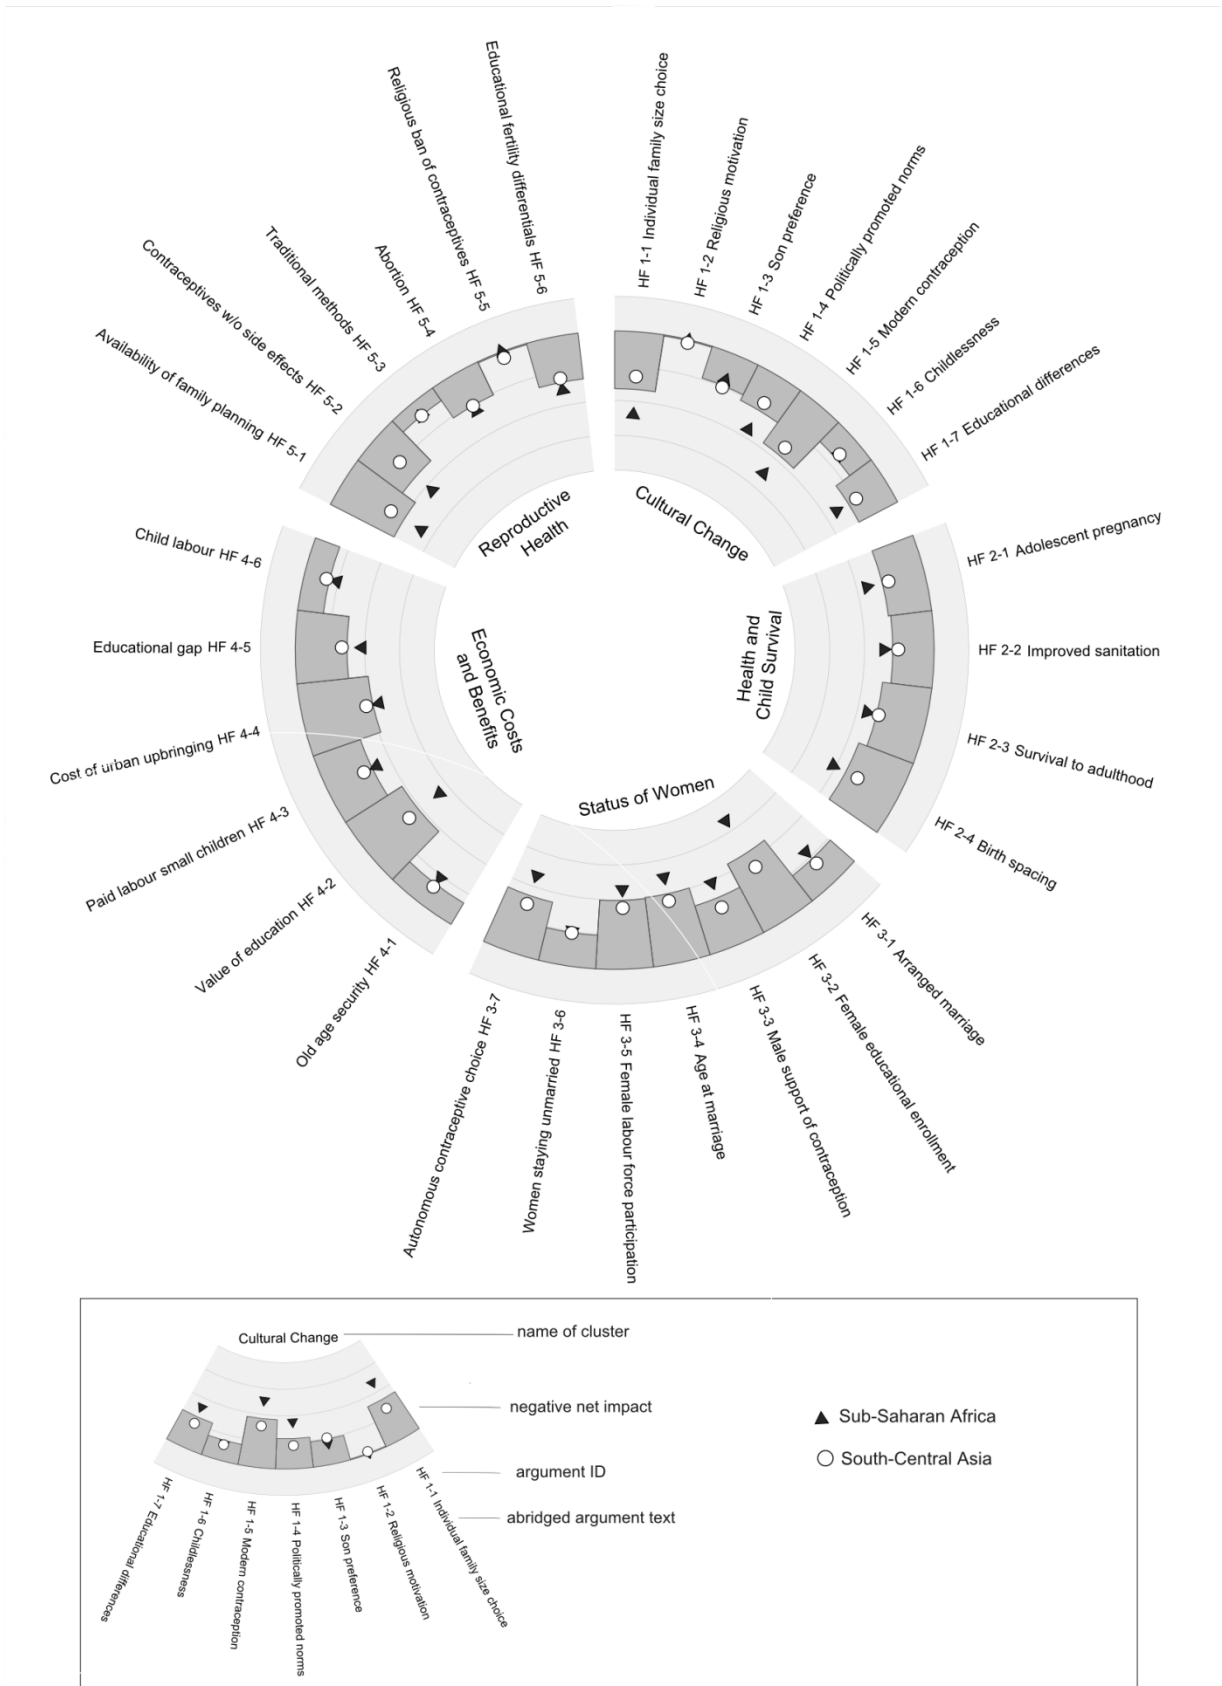 HF 1-1 Individual family size choice
HF 1-2 Religious motivation
HF 1-3 Son preference
HF 1-4 Politically promoted norms
HF 1-5 Modern contraception
HF 1-6 Childlessness
HF 1-7 Educational differences
Cultural Change
HF 2-1 Adolescent pregnancy
HF 2-2 Improved sanitation
HF 2-3 Survival to adulthood
HF 2-4 Birth spacing
Health and
Child Survival
HF 3-1 Arranged marriage
HF 3-2 Female educational enrollment
HF 3-3 Male support of contraception
HF 3-4 Age at marriage
HF 3-5 Female labour force participation
Women staying unmarried HF 3-6
Autonomous contraceptive choice HF 3-7
Status of Women
Old age security HF 4-1
Value of education HF 4-2
Paid labour small children HF 4-3
Cost of urban upbringing HF 4-4
Educational gap HF 4-5
Child labour HF 4-6
Economic Costs
and Benefits
Availability of family planning HF 5-1
Contraceptives w/o side effects HF 5-2
Traditional methods HF 5-3
Abortion HF 5-4
Religious ban of contraceptives HF 5-5
Educational fertility differentials HF 5-6
Reproductive
Health
Cultural Change
name of cluster
negative net impact
argument ID
abridged argument text
HF 1-7 Educational differences
HF 1-6 Childlessness
HF 1-5 Modern contraception
HF 1-4 Politically promoted norms
HF 1-3 Son preference
HF 1-2 Religious motivation
HF 1-1 Individual family size choice
Sub-Saharan Africa
South-Central Asia